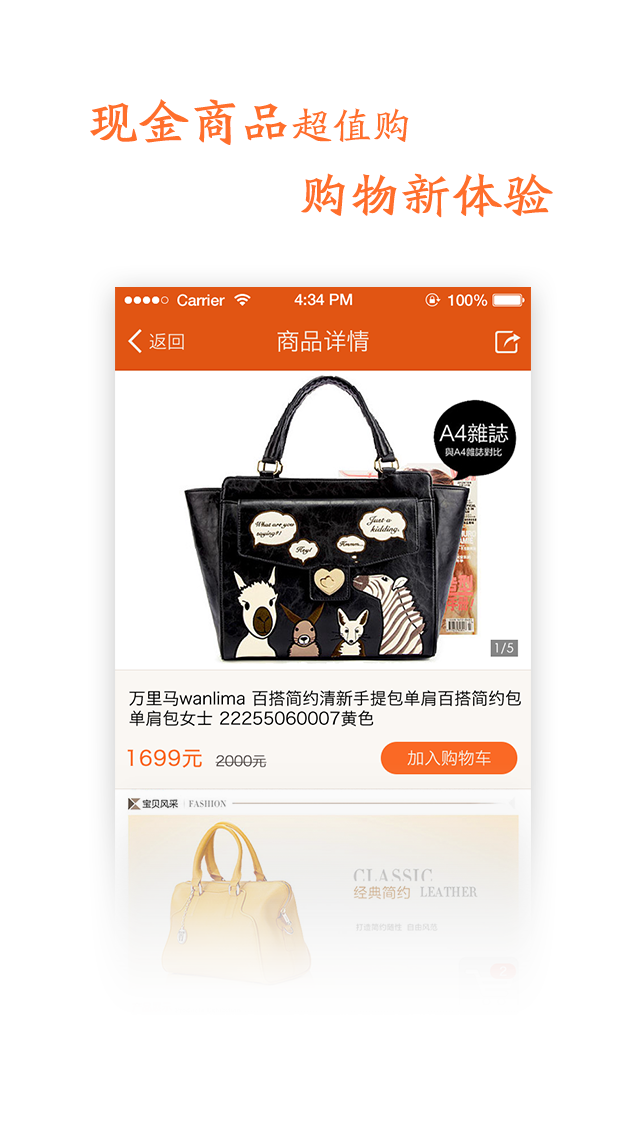 现金商品超值购
购物新体验
Carrier 4:34 PM 100%
返回 商品详情
A4雜誌
與A4雜誌對比
What are you
saying?!
Just a
kidding.
Hey!
Hmmm...
1/5
万里马wanlima 百搭简约清新手提包单肩百搭简约包
单肩包女士 22255060007黄色
1699元 2000元 加入购物车
宝贝风采 FASHION
CLASSIC
经典简约 LEATHER